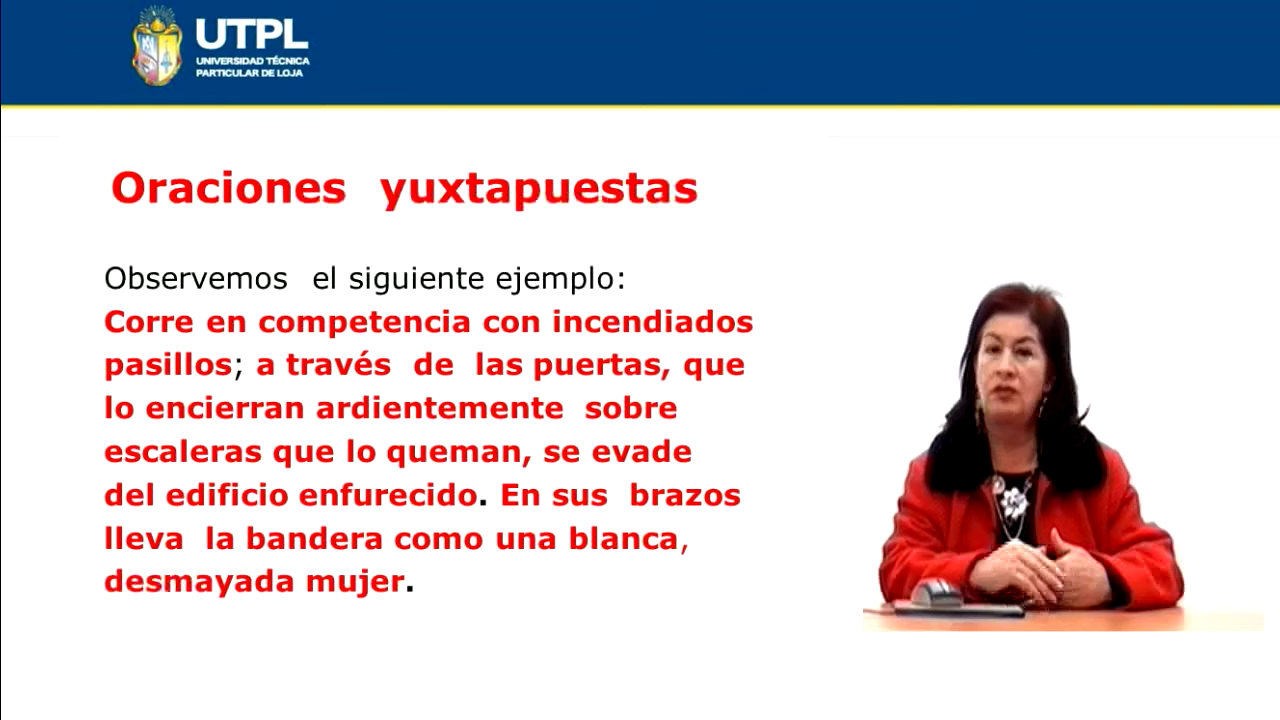 UTPL
UNIVERSIDAD TÉCNICA
PARTICULAR DE LOJA
Oraciones yuxtapuestas
Observemos el siguiente ejemplo:
Corre en competencia con incendiados
pasillos; a través de las puertas, que
lo encierran ardientemente sobre
escaleras que lo queman, se evade
del edificio enfurecido. En sus brazos
lleva la bandera como una blanca,
desmayada mujer.